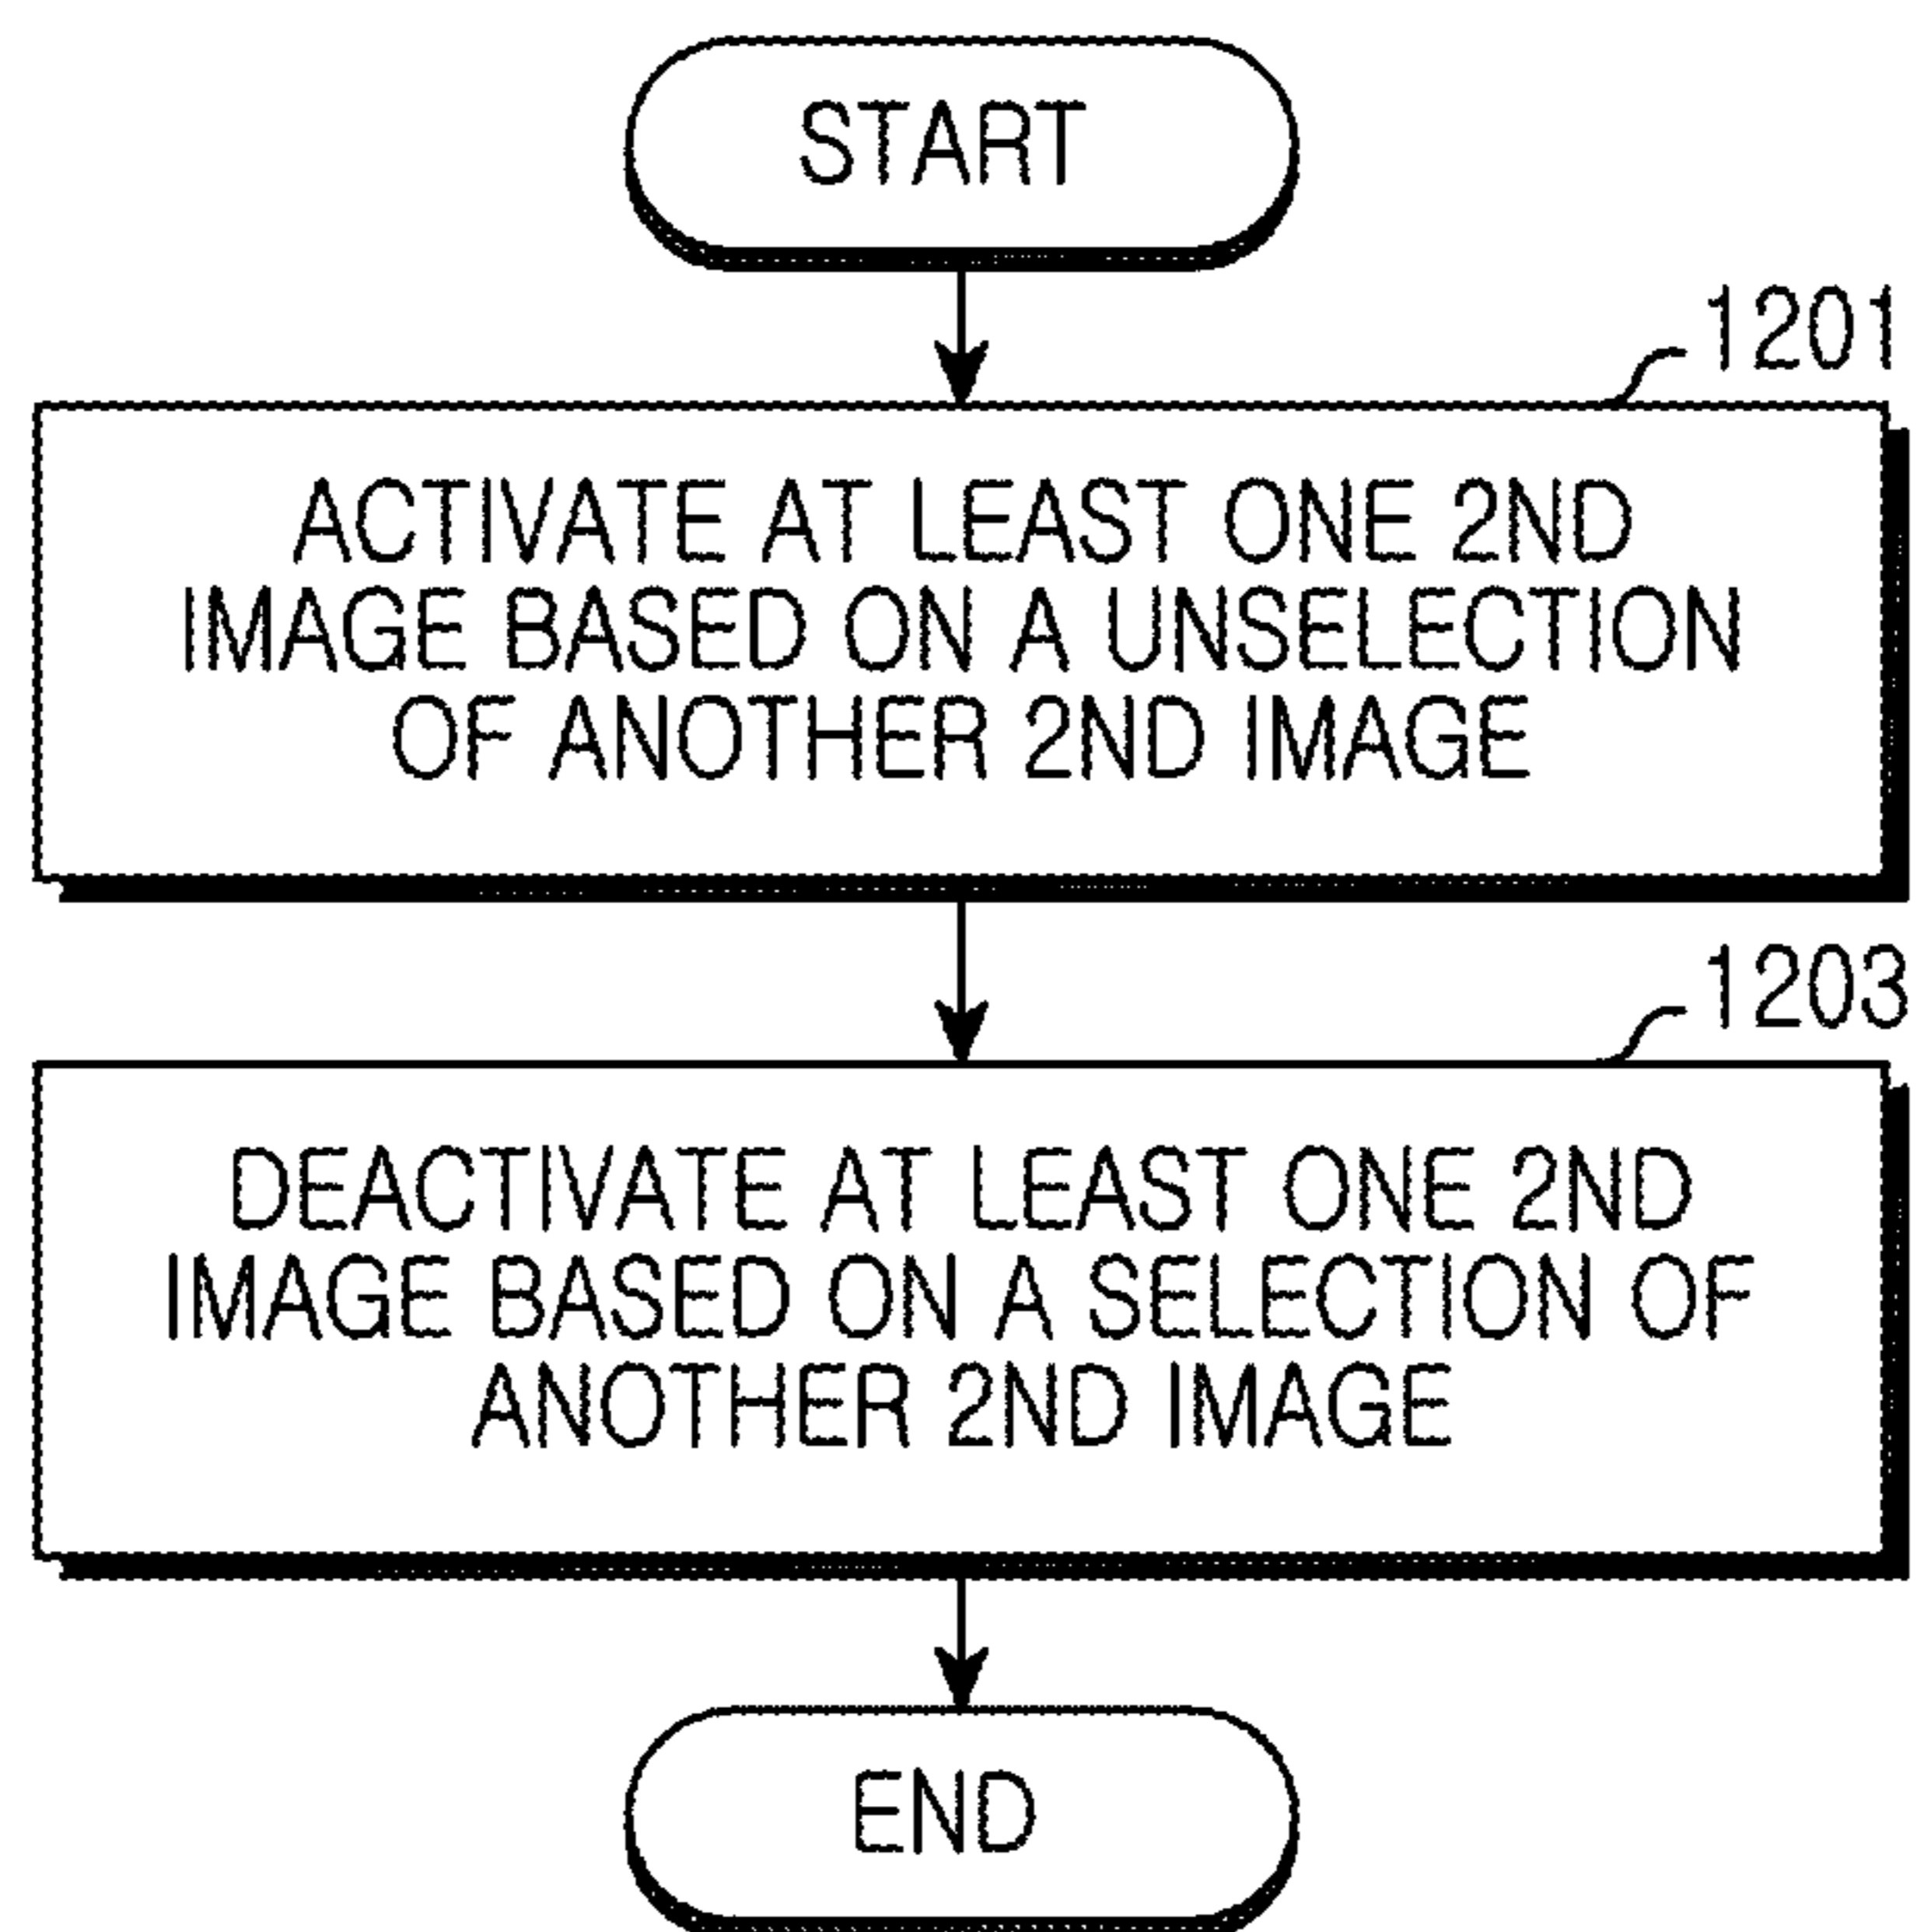 START
1201
ACTIVATE AT LEAST ONE 2ND
IMAGE BASED ON A UNSELECTION
OF ANOTHER 2ND IMAGE
1203
DEACTIVATE AT LEAST ONE 2ND
IMAGE BASED ON A SELECTION OF
ANOTHER 2ND IMAGE
END